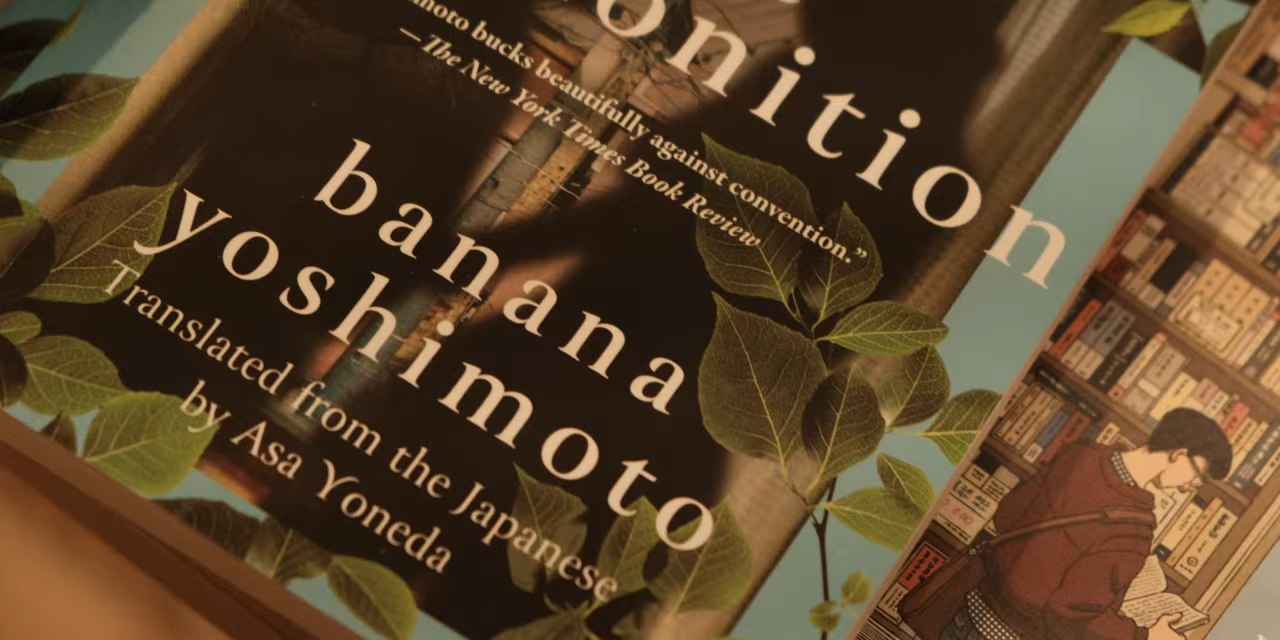 onition
moto bucks beautifully against convention.”
—The New York Times Book Review
banana
yoshimoto
Translated from the Japanese
by Asa Yoneda